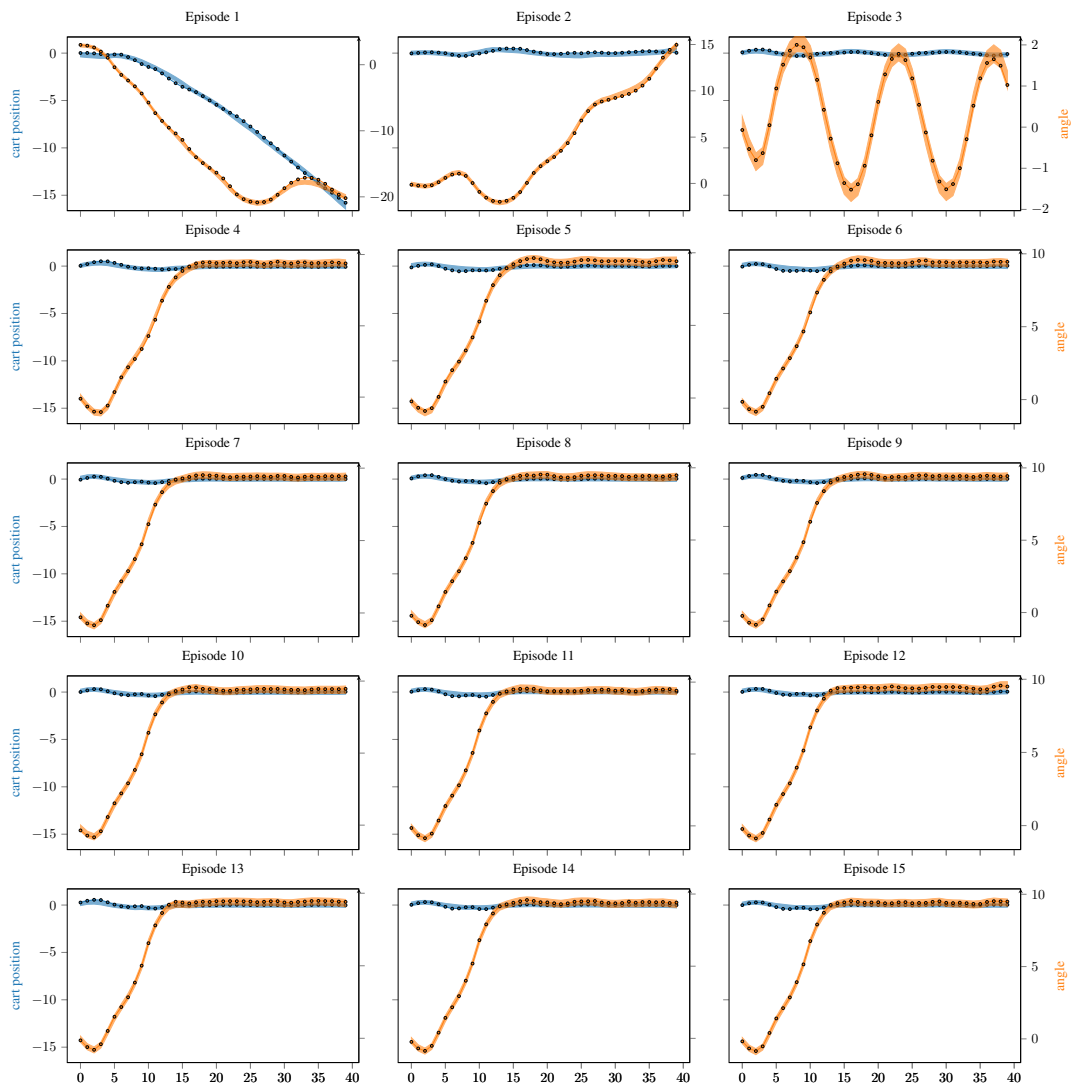 Episode 1 Episode 2 Episode 3
0 −5 −10 −15
cart position
0 −10 −20
15 10 5 0
2 1 0 −1 −2
angle
Episode 4 Episode 5 Episode 6
0 −5 −10 −15
cart position
10 5 0
angle
Episode 7 Episode 8 Episode 9
0 −5 −10 −15
cart position
10 5 0
angle
Episode 10 Episode 11 Episode 12
0 −5 −10 −15
cart position
10 5 0
angle
Episode 13 Episode 14 Episode 15
0 −5 −10 −15
cart position
10 5 0
angle
0 5 10 15 20 25 30 35 40 0 5 10 15 20 25 30 35 40 0 5 10 15 20 25 30 35 40